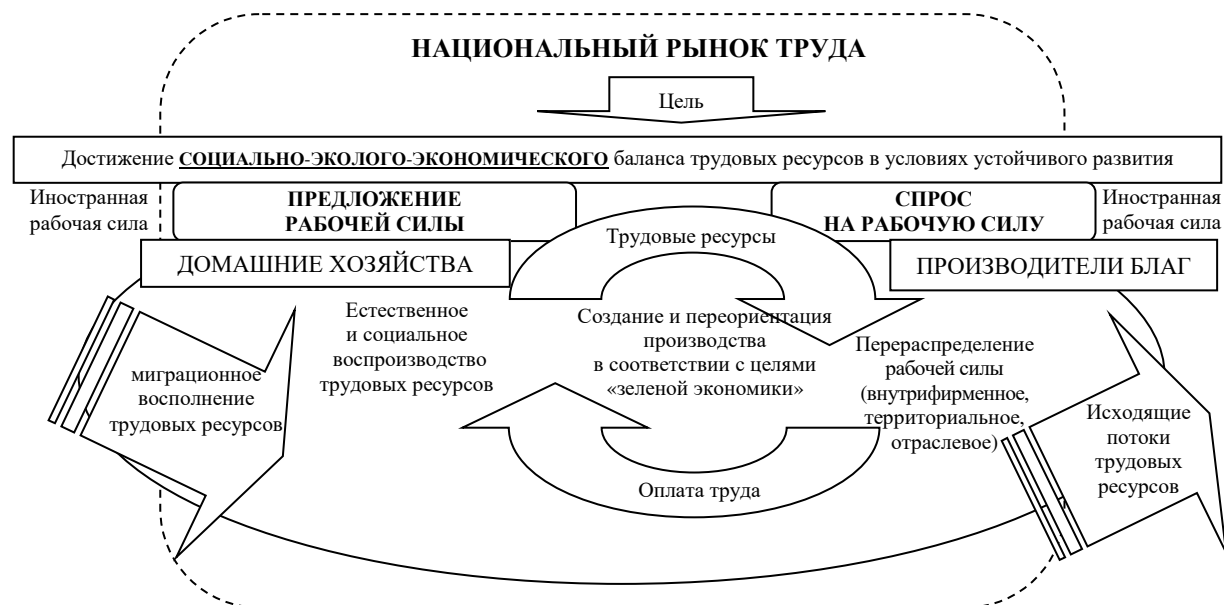 НАЦИОНАЛЬНЫЙ РЫНОК ТРУДА
Цель
Достижение СОЦИАЛЬНО-ЭКОЛОГО-ЭКОНОМИЧЕСКОГО баланса трудовых ресурсов в условиях устойчивого развития
Иностранная
рабочая сила
ПРЕДЛОЖЕНИЕ
РАБОЧЕЙ СИЛЫ
СПРОС
НА РАБОЧУЮ СИЛУ
Иностранная
рабочая сила
Трудовые ресурсы
ДОМАШНИЕ ХОЗЯЙСТВА
ПРОИЗВОДИТЕЛИ БЛАГ
Естественное
и социальное
воспроизводство
трудовых ресурсов
Создание и переориентация
производства
в соответствии с целями
«зеленой экономики»
Перераспределение
рабочей силы
(внутрифирменное,
территориальное,
отраслевое)
миграционное
восполнение
трудовых ресурсов
Исходящие
потоки
трудовых
ресурсов
Оплата труда